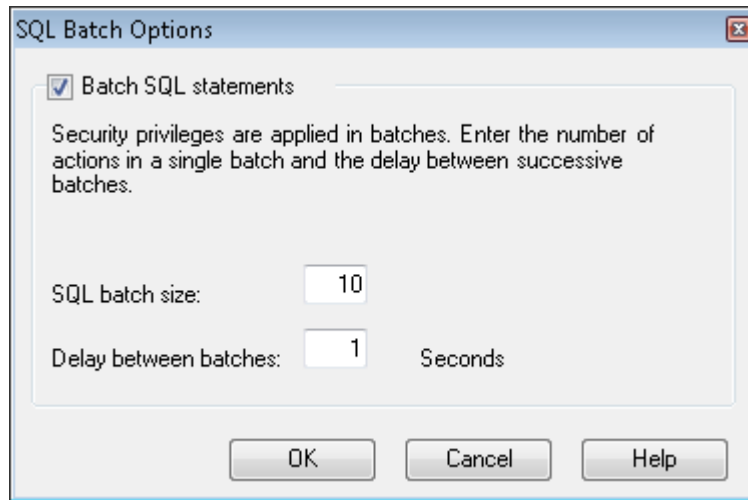 SQL Batch Options
Batch SQL statements
Security privileges are applied in batches. Enter the number of
actions in a single batch and the delay between successive
batches.
SQL batch size: 10
Delay between batches: 1 Seconds
OK Cancel Help